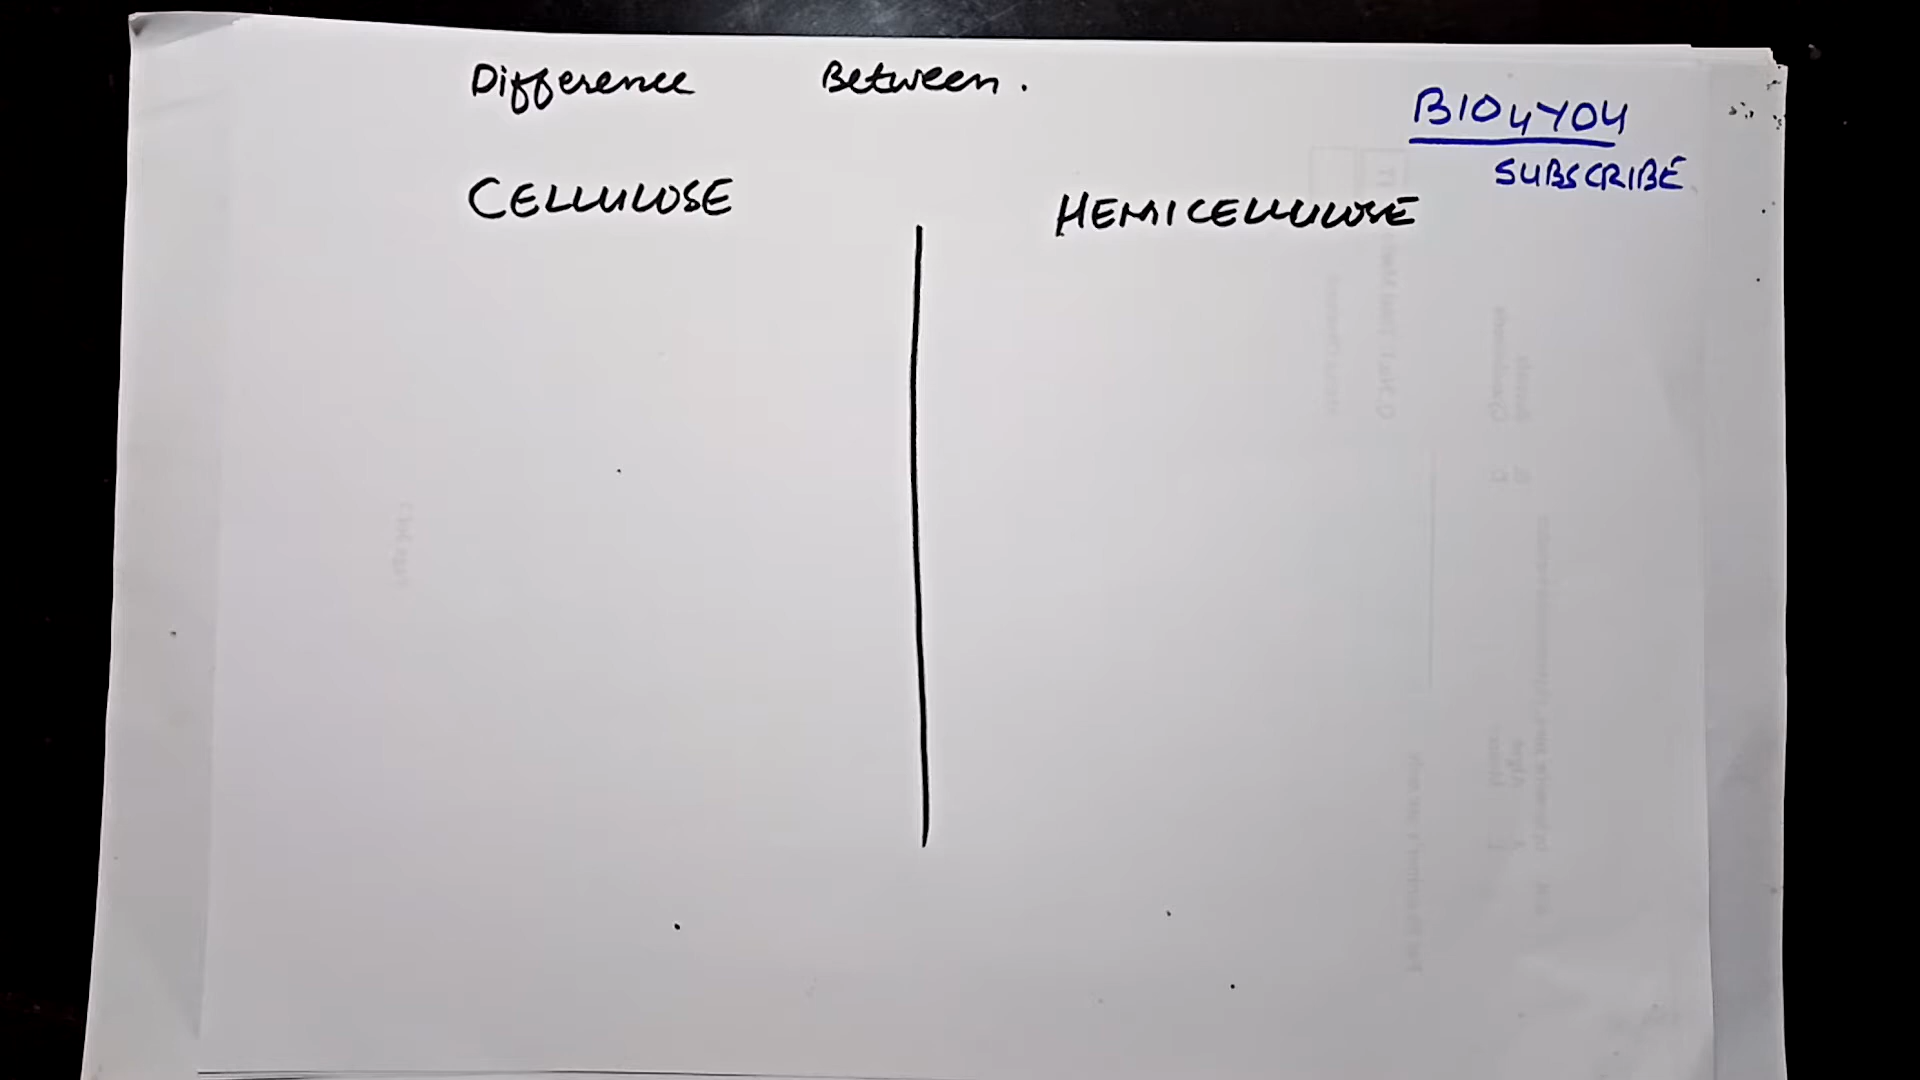 Difference Between.
BIO4YOU
SUBSCRIBE
CELLULOSE
HEMICELLULOSE